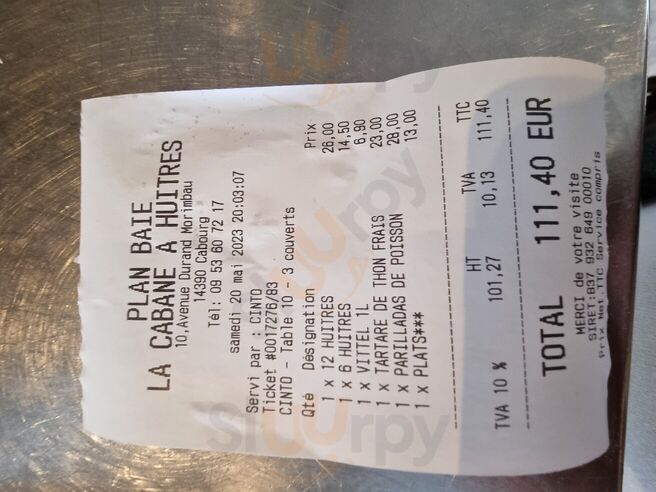 PLAN BAIE
LA CABANE A HUITRES
10,Avenue Durand Morimbau
14390 Cabourg
Tél: 09 53 60 72 17
samedi 20 mai 2023 20:09:07
Servi par : CINTO
Ticket #0017276/83
CINTO - Table 10 - 3 couverts
Qté Désignation Prix
1 x 12 HUITRES 26,00
1 x 6 HUITRES 14,50
1 x VITTEL 1L 6,90
1 x TARTARE DE THON FRAIS 23,00
1 x PARILLADAS DE POISSON 28,00
1 x PLATS*** 13,00
HT TVA TTC
TVA 10 % 101,27 10,13 111,40
TOTAL 111,40 EUR
MERCI de votre visite
SIRET:837 932 649 00010
Prix Net TTC Service compris
Sluurpy
Sluurpy
Sluurpy